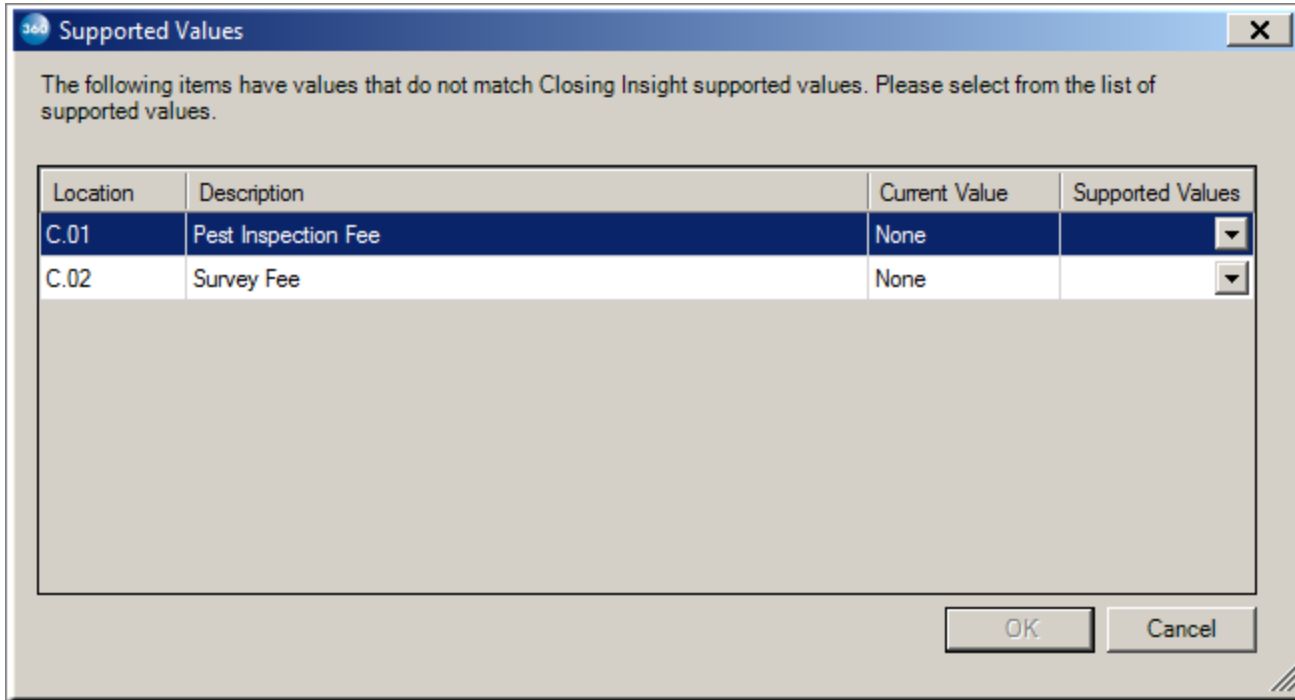 360 Supported Values
The following items have values that do not match Closing Insight supported values. Please select from the list of
supported values.
Location Description Current Value Supported Values
C.01 Pest Inspection Fee None
C.02 Survey Fee None
OK Cancel